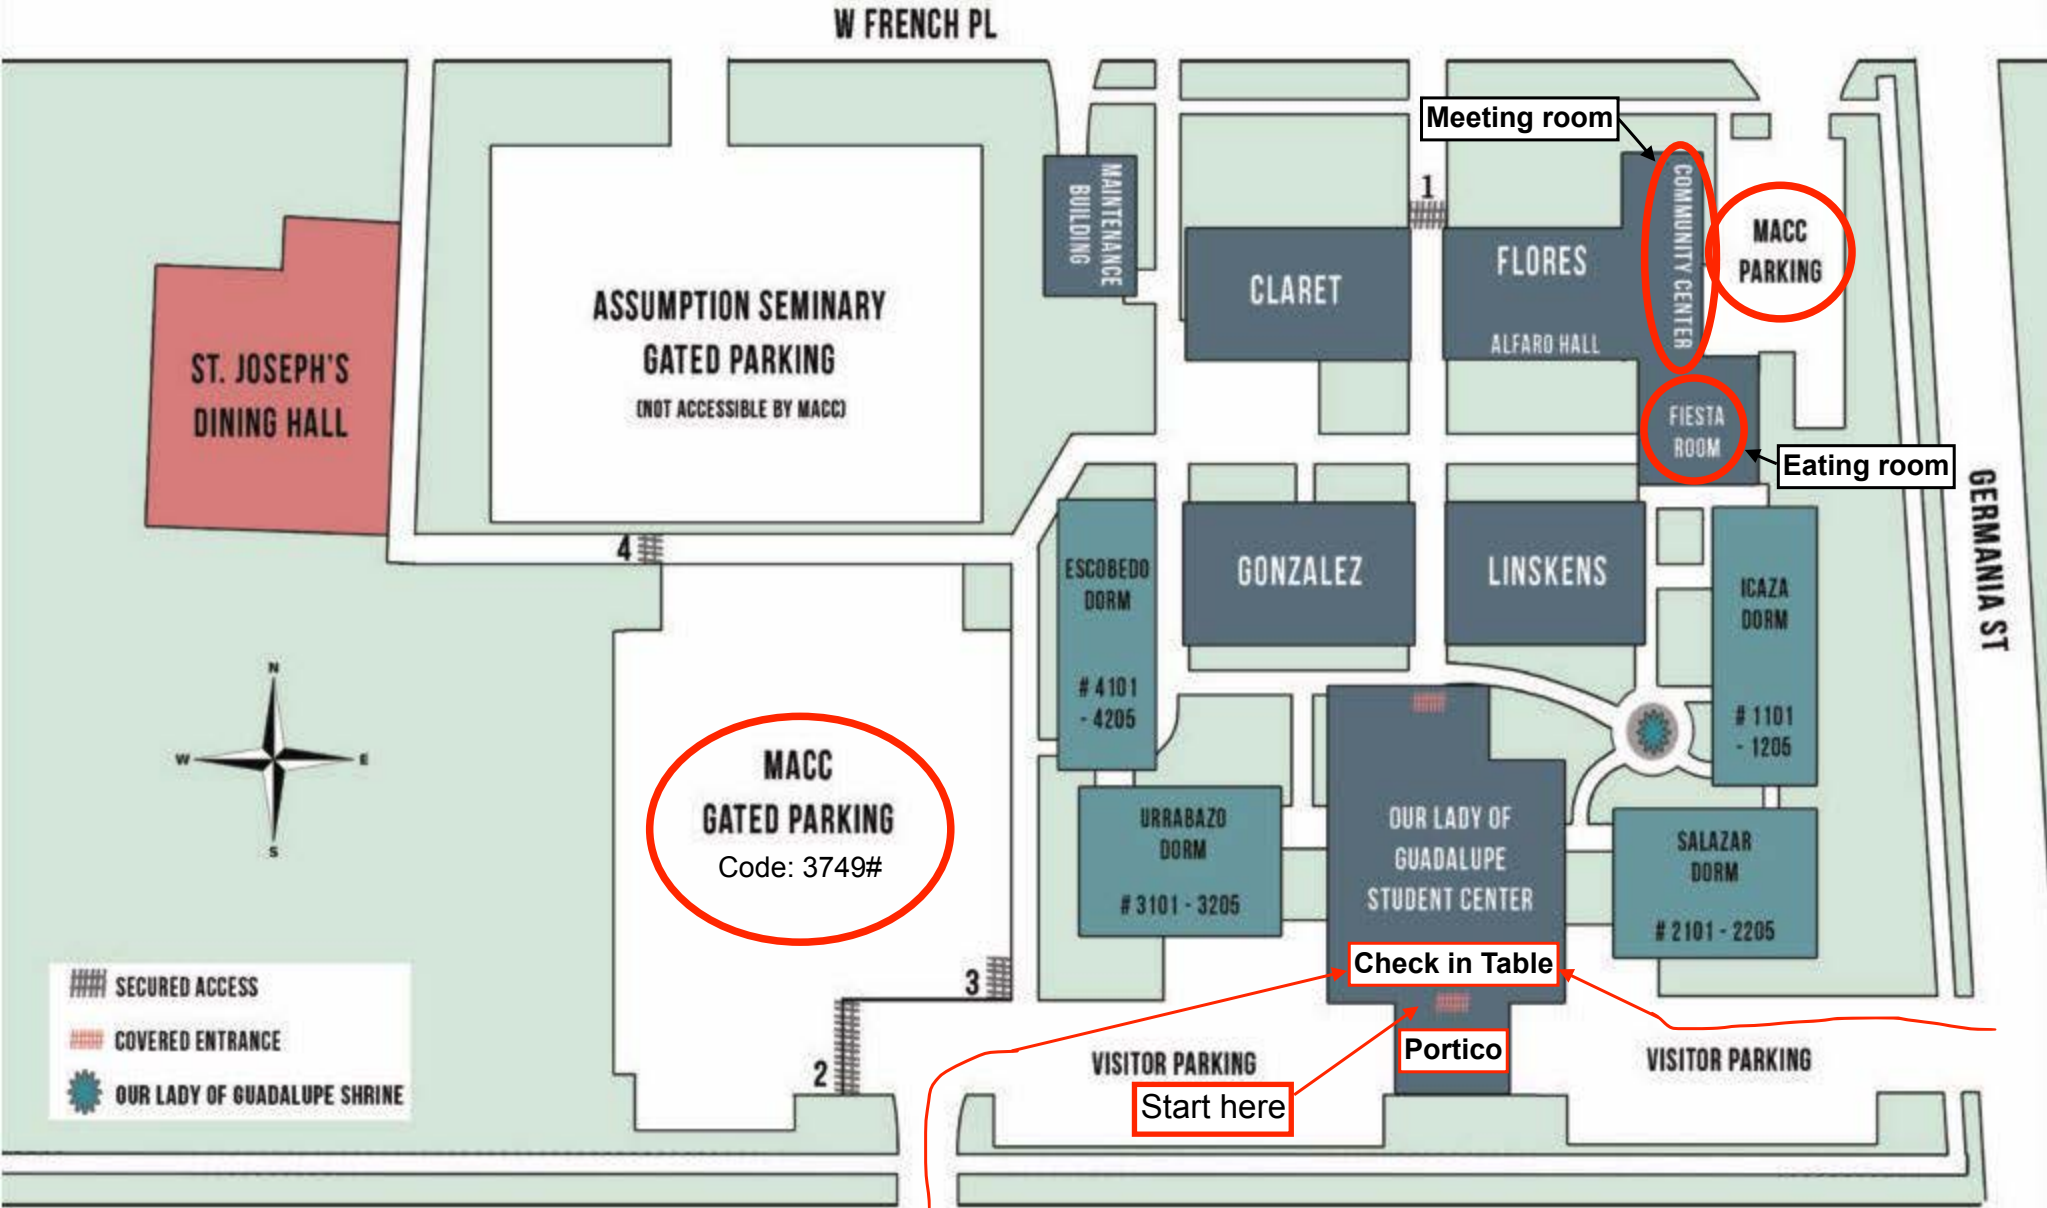 W FRENCH PL
Meeting room
1
MAINTENANCE
BUILDING
COMMUNITY CENTER
MACC
PARKING
CLARET
FLORES
ALFARO HALL
ASSUMPTION SEMINARY
GATED PARKING
(NOT ACCESSIBLE BY MACC)
ST. JOSEPH'S
DINING HALL
FIESTA
ROOM
Eating room
GERMANIA ST
4
ESCOBEDO
DORM
# 4101
- 4205
GONZALEZ
LINSKENS
ICAZA
DORM
# 1101
- 1205
N
W
E
S
MACC
GATED PARKING
Code: 3749#
URRABAZO
DORM
# 3101 - 3205
OUR LADY OF
GUADALUPE
STUDENT CENTER
SALAZAR
DORM
# 2101 - 2205
Check in Table
3
2
SECURED ACCESS
COVERED ENTRANCE
OUR LADY OF GUADALUPE SHRINE
VISITOR PARKING
Portico
VISITOR PARKING
Start here